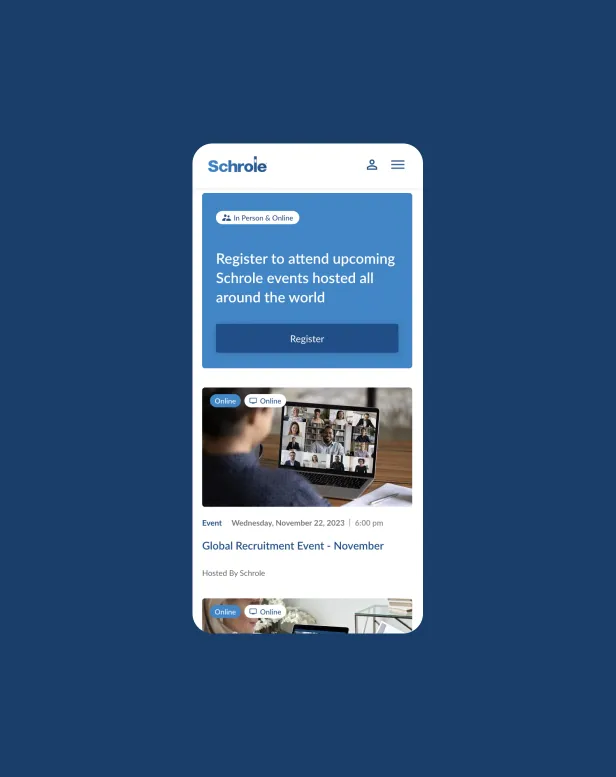 Schrole
In Person & Online
Register to attend upcoming
Schrole events hosted all
around the world
Register
Online Online
Event Wednesday, November 22, 2023 | 6:00 pm
Global Recruitment Event - November
Hosted By Schrole
Online Online